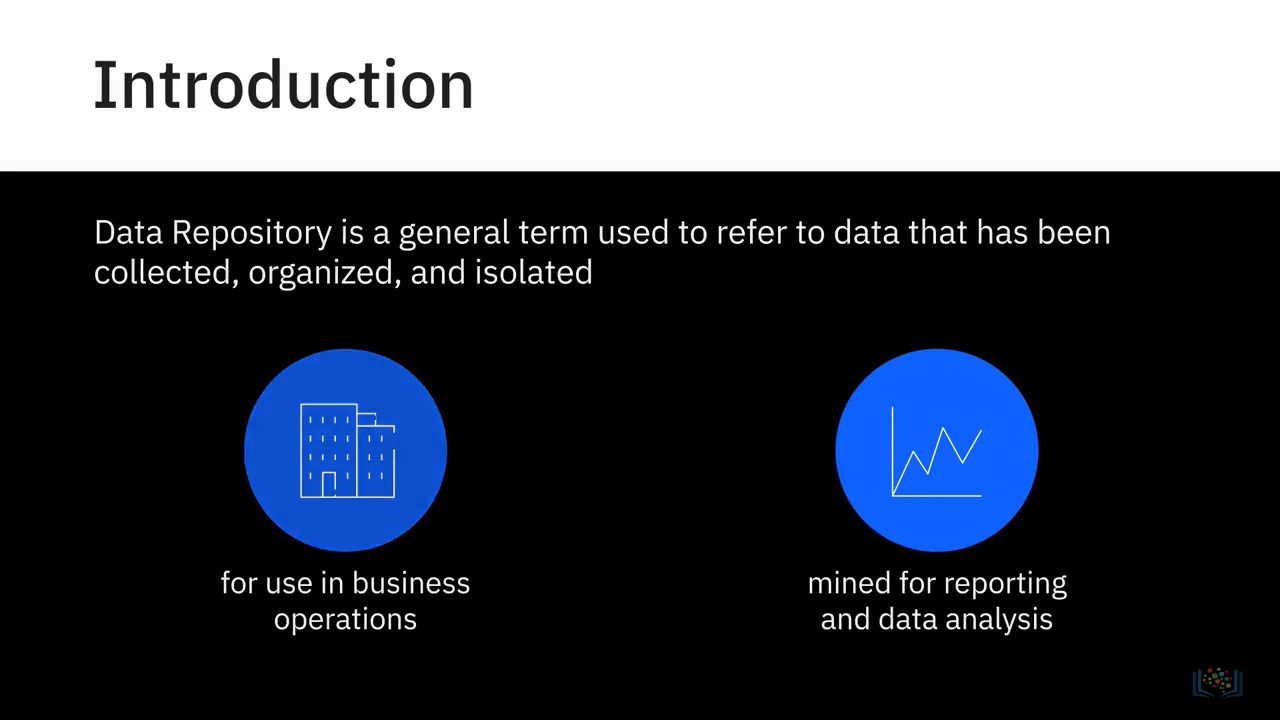 Introduction
Data Repository is a general term used to refer to data that has been
collected, organized, and isolated
for use in business
operations
mined for reporting
and data analysis